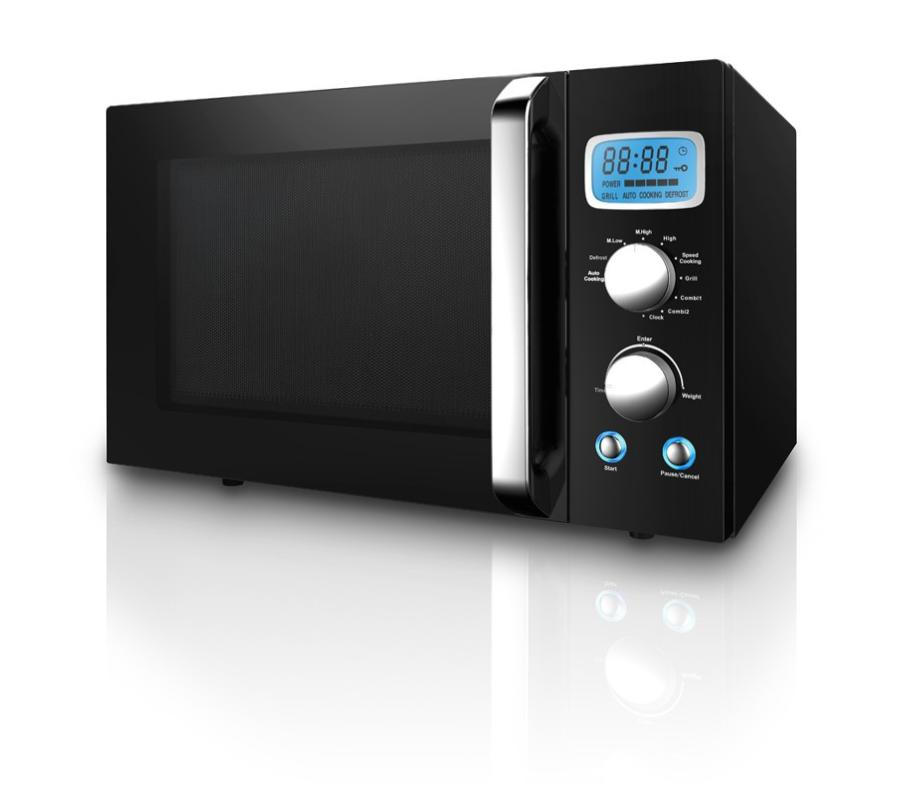 88:88
POWER
GRILL AUTO COOKING DEFROST
M.High
M.Low
High
Defrost
Speed
Cooking
Auto
Cooking
Grill
Combi1
Combi2
Clock
Enter
Weight
Start
Pause/Cancel